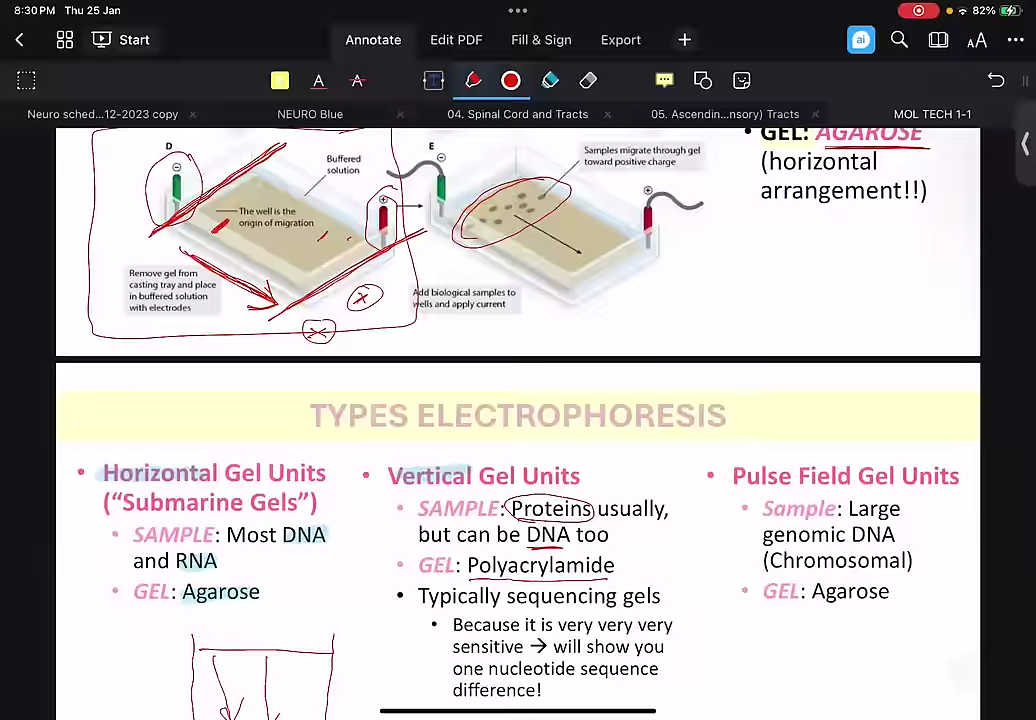 8:30 PM Thu 25 Jan
82%
Start
Annotate
Edit PDF
Fill & Sign
Export
ai
AA
A
A
T
Neuro sched...12-2023 copy
NEURO Blue
04. Spinal Cord and Tracts
05. Ascendin...nsory) Tracts
MOL TECH 1-1
D
Buffered
solution
The well is the
origin of migration
Remove gel from
casting tray and place
in buffered solution
with electrodes
E
Samples migrate through gel
toward positive charge
Add biological samples to
wells and apply current
• GEL: AGAROSE
(horizontal
arrangement!!)
TYPES ELECTROPHORESIS
• Horizontal Gel Units
("Submarine Gels")
• SAMPLE: Most DNA
and RNA
• GEL: Agarose
• Vertical Gel Units
• SAMPLE: Proteins usually,
but can be DNA too
• GEL: Polyacrylamide
• Typically sequencing gels
• Because it is very very very
sensitive → will show you
one nucleotide sequence
difference!
• Pulse Field Gel Units
• Sample: Large
genomic DNA
(Chromosomal)
• GEL: Agarose